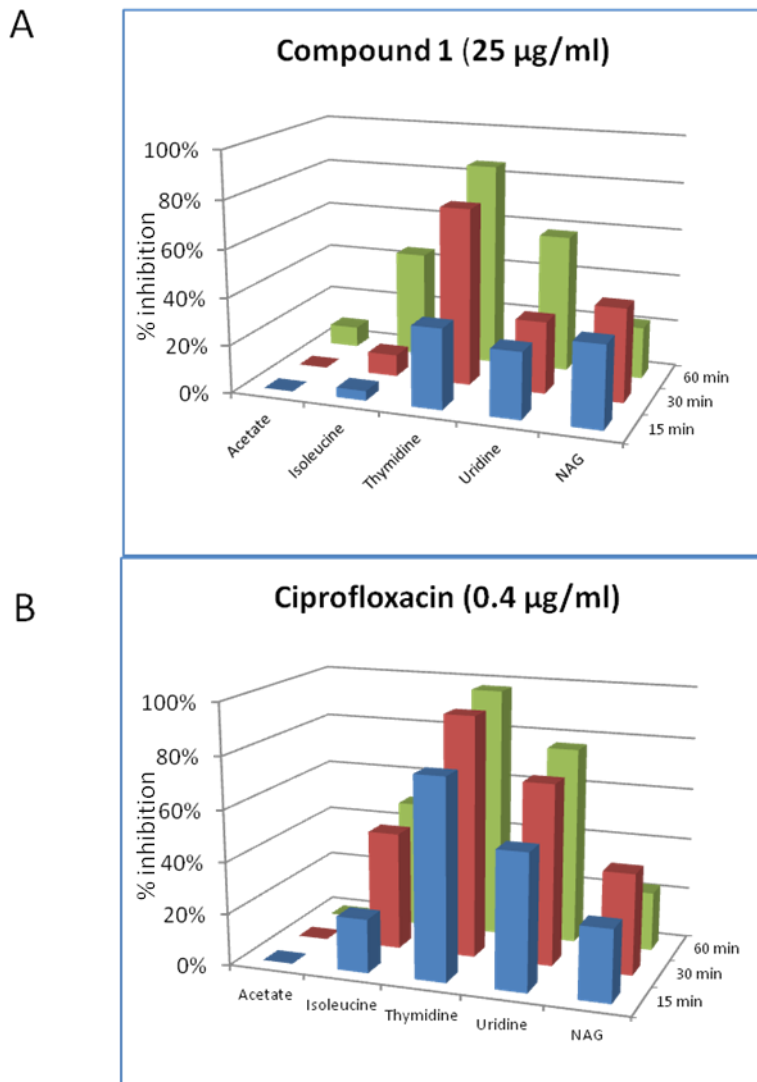 A
Compound 1 (25 µg/ml)
100%
80%
60%
40%
20%
0%
% inhibition
Acetate
Isoleucine
Thymidine
Uridine
NAG
60 min
30 min
15 min
B
Ciprofloxacin (0.4 µg/ml)
100%
80%
60%
40%
20%
0%
% inhibition
Acetate
Isoleucine
Thymidine
Uridine
NAG
60 min
30 min
15 min